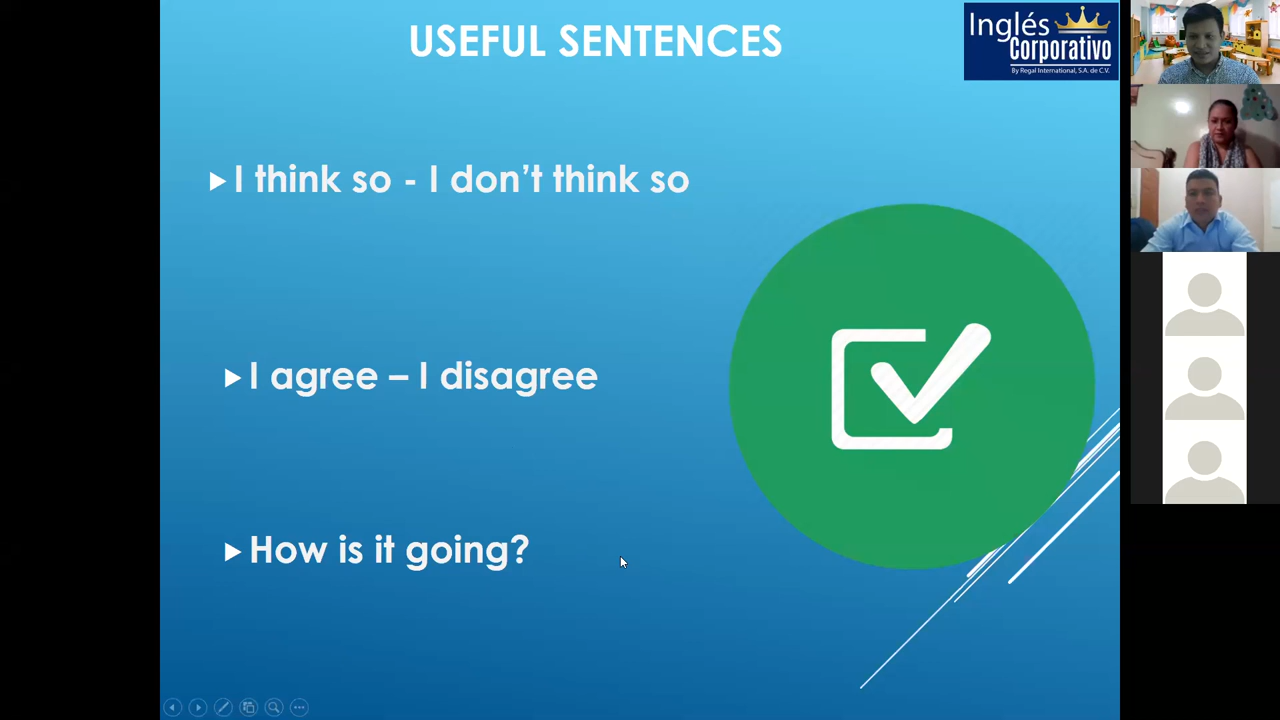 USEFUL SENTENCES
Inglés
Corporativo
By Regal International, S.A. de C.V.
I think so - I don't think so
I agree – I disagree
How is it going?